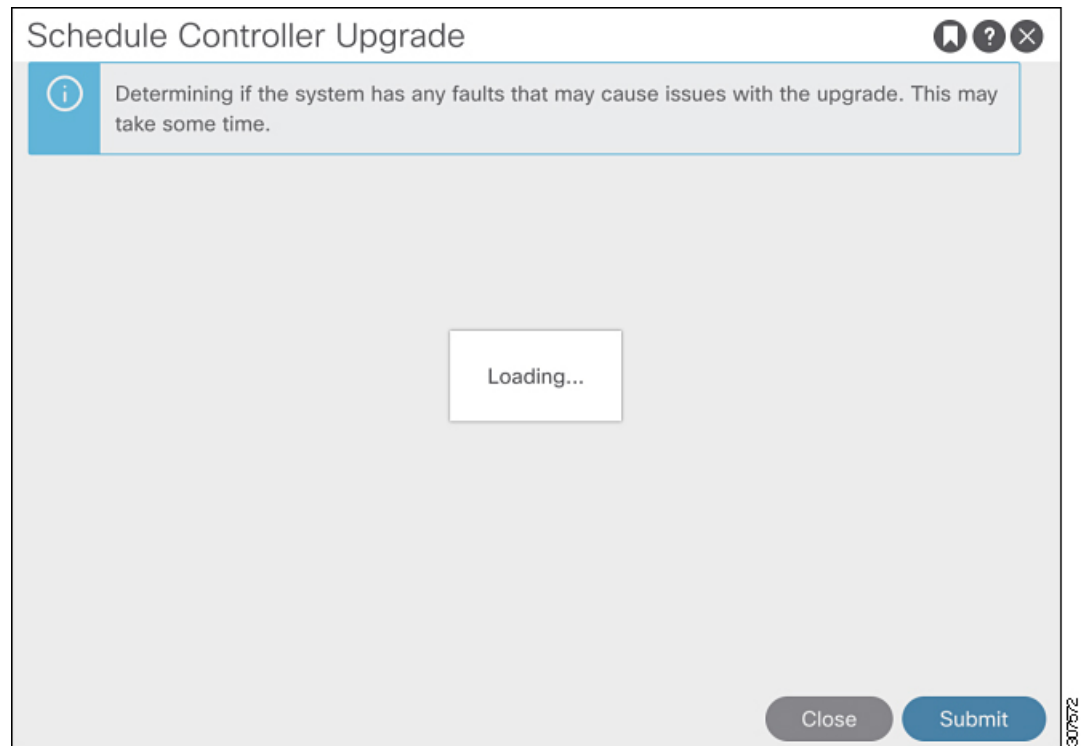 Schedule Controller Upgrade
Determining if the system has any faults that may cause issues with the upgrade. This may
take some time.
Loading...
Close
Submit
307572